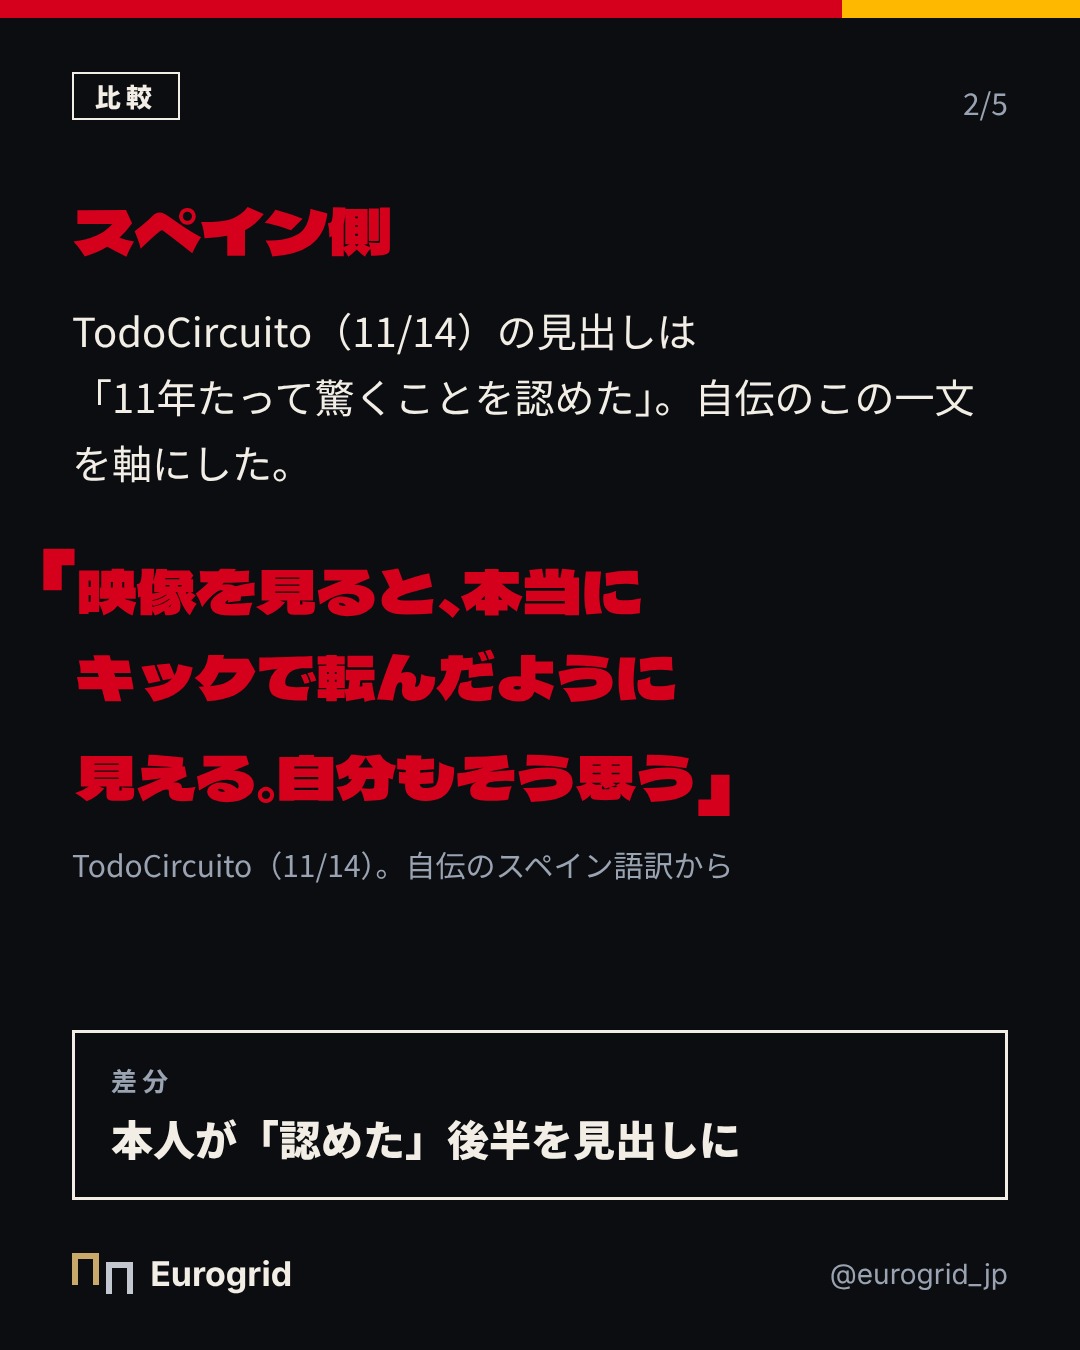 比較
2/5
スペイン側
TodoCircuito（11/14）の見出しは
「11年たって驚くことを認めた」。自伝のこの一文
を軸にした。
「映像を見ると、本当に
キックで転んだように
見える。自分もそう思う」
TodoCircuito（11/14）。自伝のスペイン語訳から
差分
本人が「認めた」後半を見出しに
Eurogrid
@eurogrid_jp